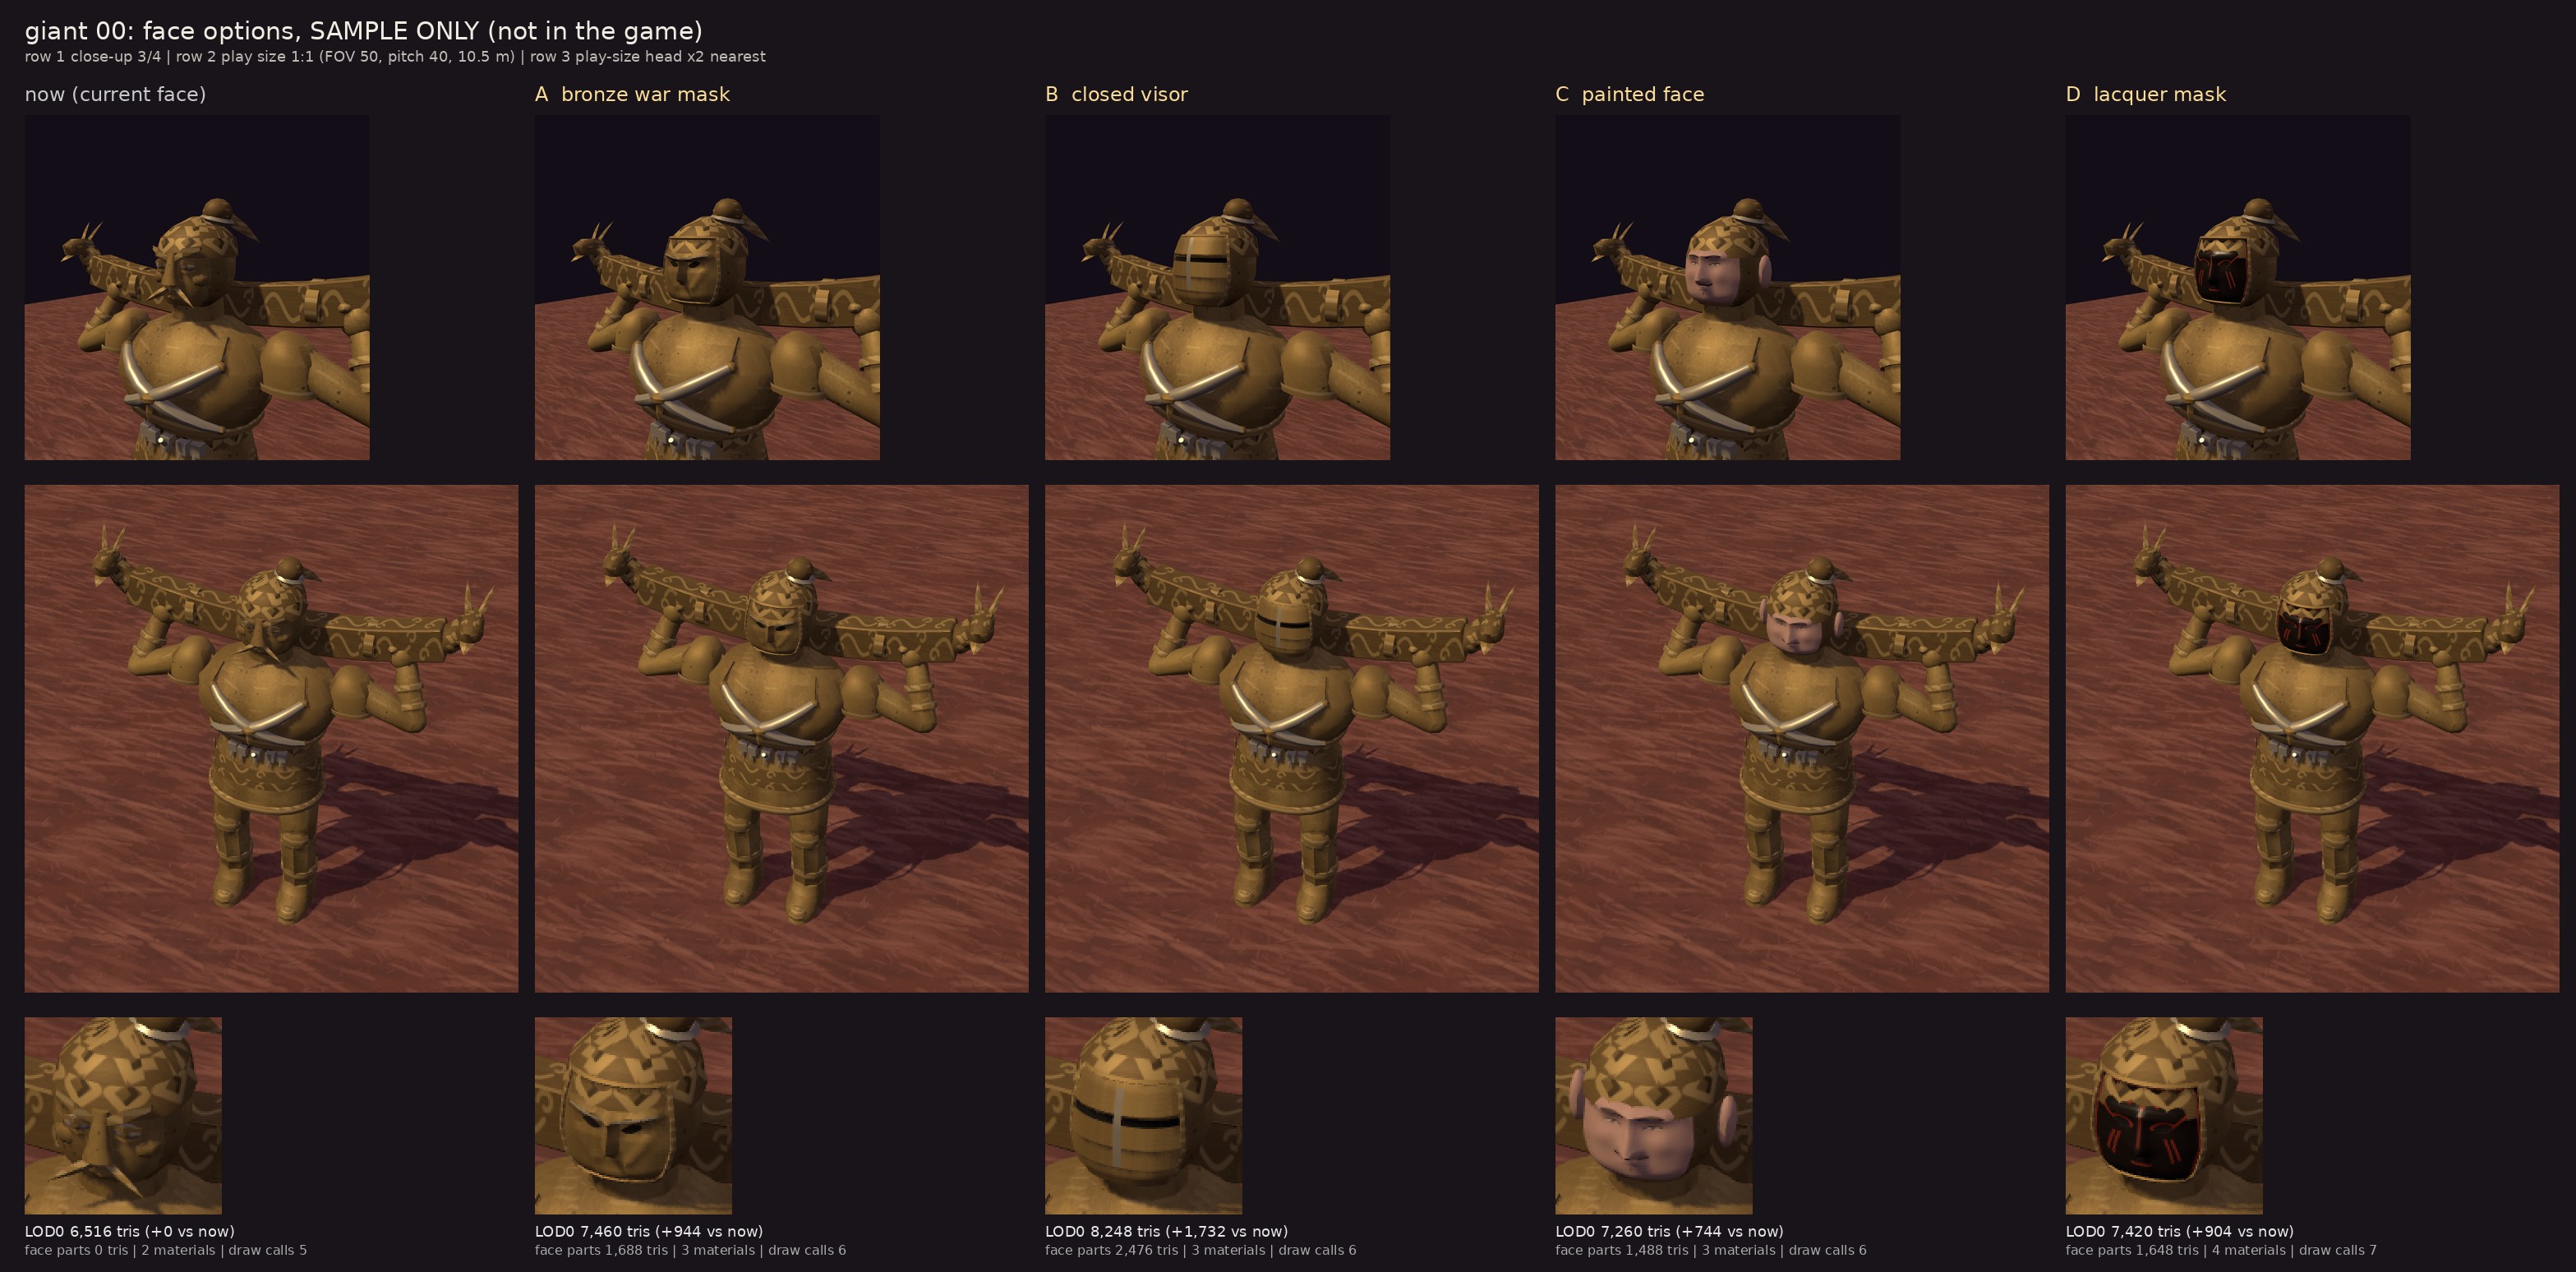 giant 00: face options, SAMPLE ONLY (not in the game)
row 1 close-up 3/4 | row 2 play size 1:1 (FOV 50, pitch 40, 10.5 m) | row 3 play-size head x2 nearest
now (current face)
A bronze war mask
B closed visor
C painted face
D lacquer mask
LOD0 6,516 tris (+0 vs now)
face parts 0 tris | 2 materials | draw calls 5
LOD0 7,460 tris (+944 vs now)
face parts 1,688 tris | 3 materials | draw calls 6
LOD0 8,248 tris (+1,732 vs now)
face parts 2,476 tris | 3 materials | draw calls 6
LOD0 7,260 tris (+744 vs now)
face parts 1,488 tris | 3 materials | draw calls 6
LOD0 7,420 tris (+904 vs now)
face parts 1,648 tris | 4 materials | draw calls 7